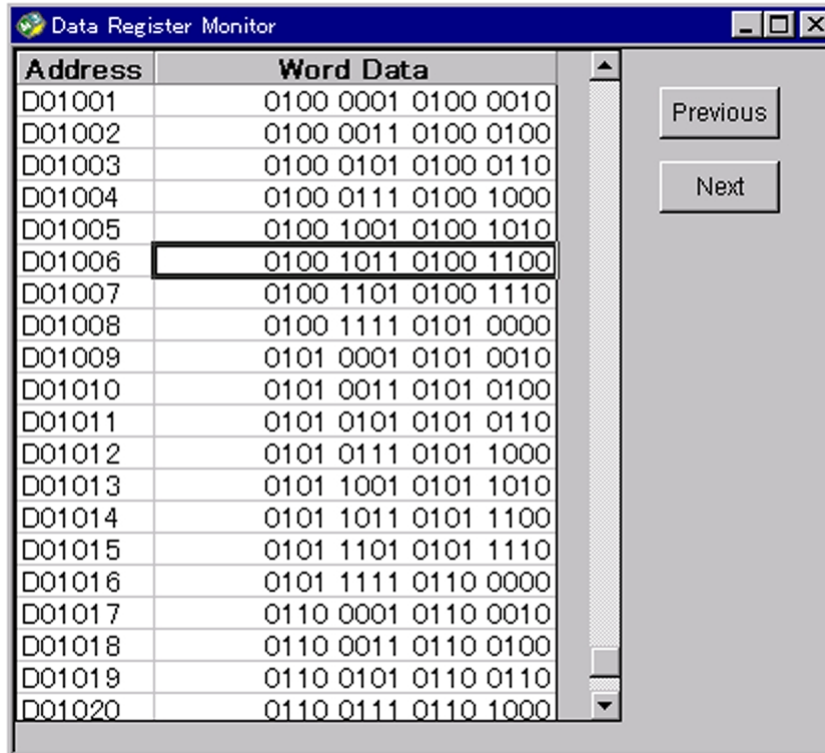 Data Register Monitor
Address Word Data
D01001 0100 0001 0100 0010
D01002 0100 0011 0100 0100
D01003 0100 0101 0100 0110
D01004 0100 0111 0100 1000
D01005 0100 1001 0100 1010
D01006 0100 1011 0100 1100
D01007 0100 1101 0100 1110
D01008 0100 1111 0101 0000
D01009 0101 0001 0101 0010
D01010 0101 0011 0101 0100
D01011 0101 0101 0101 0110
D01012 0101 0111 0101 1000
D01013 0101 1001 0101 1010
D01014 0101 1011 0101 1100
D01015 0101 1101 0101 1110
D01016 0101 1111 0110 0000
D01017 0110 0001 0110 0010
D01018 0110 0011 0110 0100
D01019 0110 0101 0110 0110
D01020 0110 0111 0110 1000
Previous
Next